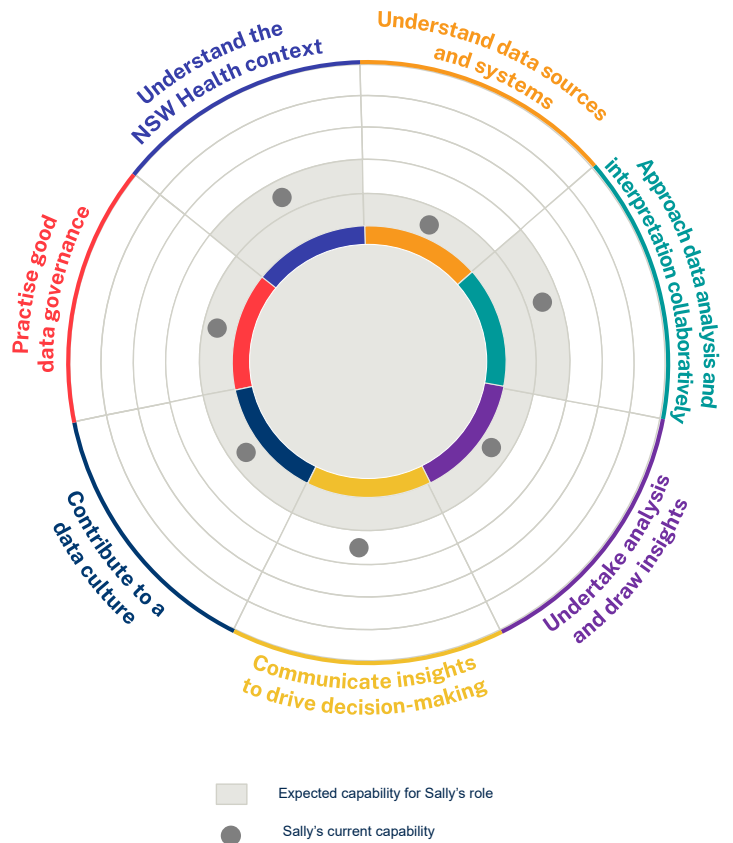 Understand the
NSW Health context
Understand data sources
and systems
Approach data analysis and
interpretation collaboratively
Undertake analysis
and draw insights
Communicate insights
to drive decision-making
Contribute to a
data culture
Practise good
data governance
Expected capability for Sally's role
Sally's current capability